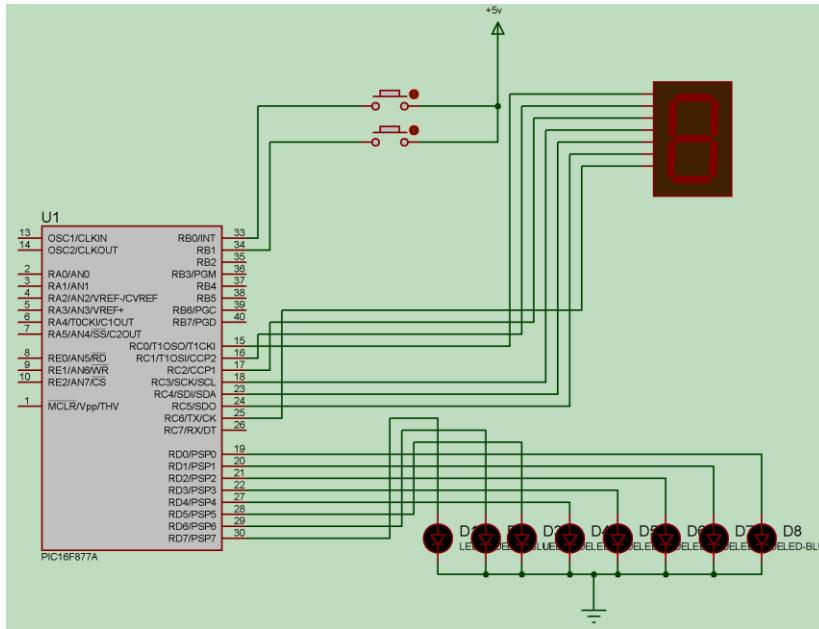 +5v
U1
13 OSC1/CLKIN RB0/INT 33
14 OSC2/CLKOUT RB1 34
RB2 35
2 RA0/AN0 RB3/PGM 36
3 RA1/AN1 RB4 37
4 RA2/AN2/VREF-/CVREF RB5 38
5 RA3/AN3/VREF+ RB6/PGC 39
6 RA4/T0CKI/C1OUT RB7/PGD 40
7 RA5/AN4/SS/C2OUT
RC0/T1OSO/T1CKI 15
8 RE0/AN5/RD RC1/T1OSI/CCP2 16
9 RE1/AN6/WR RC2/CCP1 17
10 RE2/AN7/CS RC3/SCK/SCL 18
RC4/SDI/SDA 23
1 MCLR/Vpp/THV RC5/SDO 24
RC6/TX/CK 25
RC7/RX/DT 26
RD0/PSP0 19
RD1/PSP1 20
RD2/PSP2 21
RD3/PSP3 22
RD4/PSP4 27
RD5/PSP5 28
RD6/PSP6 29
RD7/PSP7 30
PIC16F877A
D8